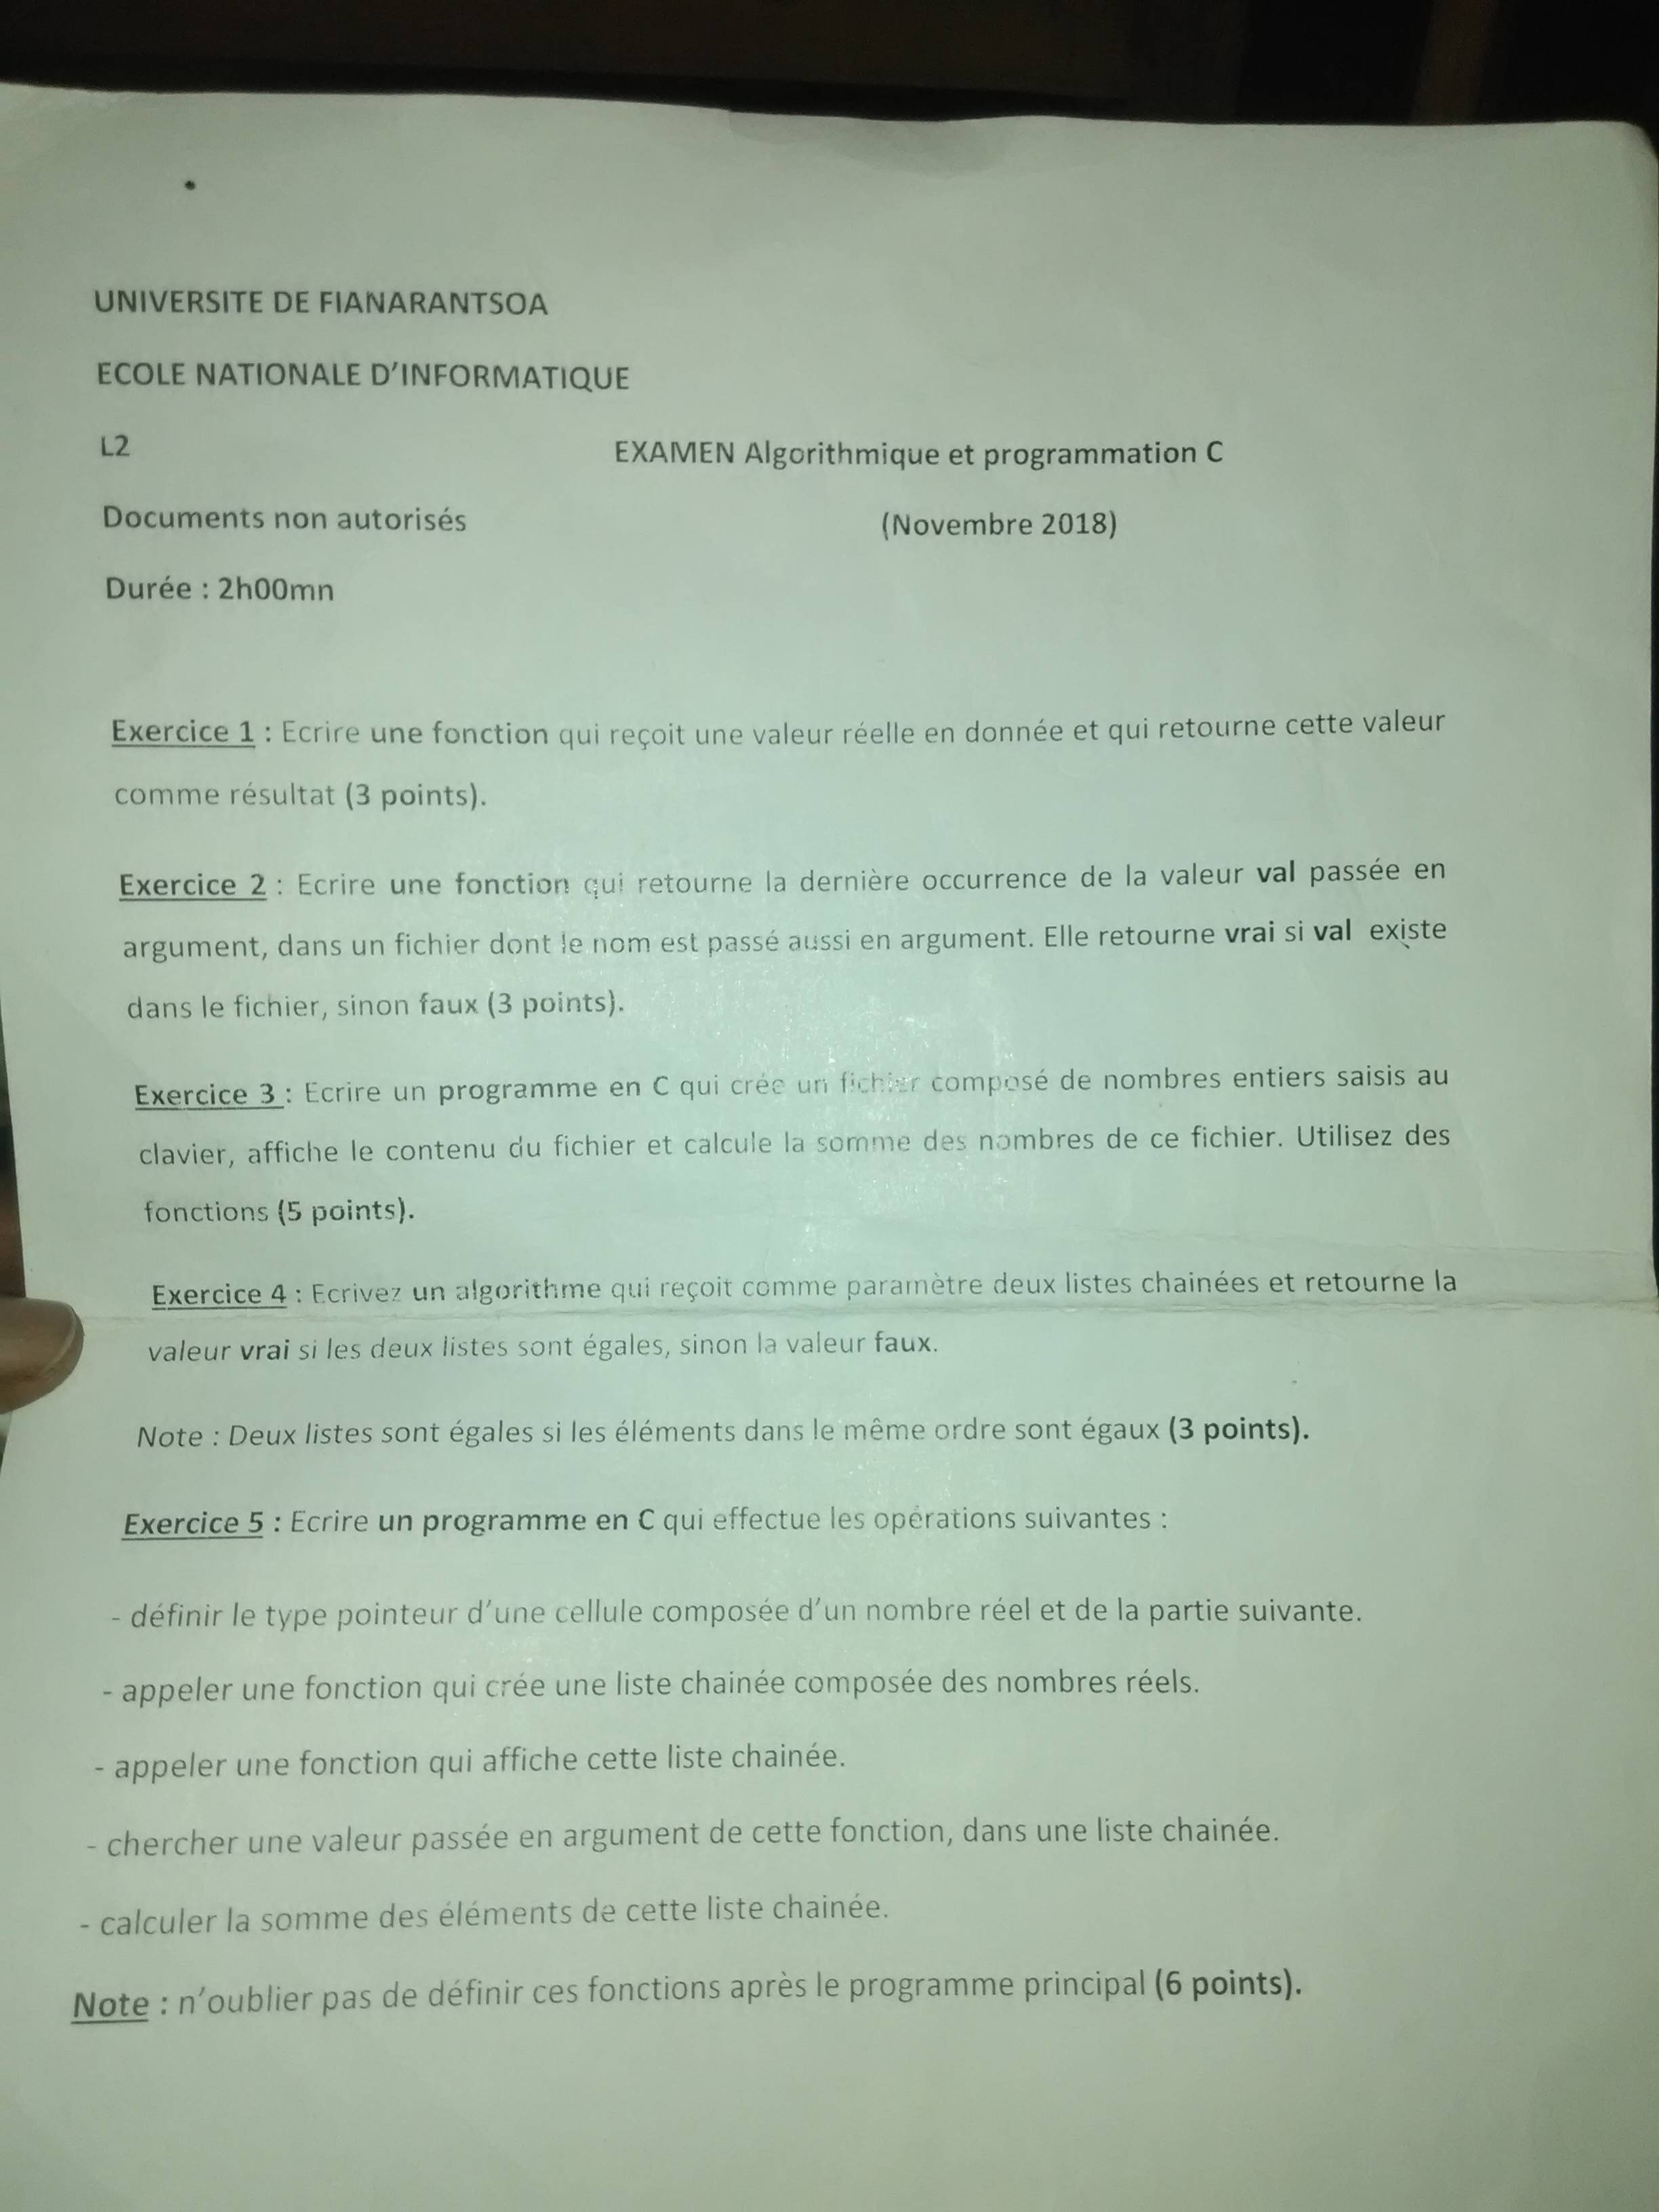 UNIVERSITE DE FIANARANTSOA
ECOLE NATIONALE D'INFORMATIQUE
L2 EXAMEN Algorithmique et programmation C
Documents non autorisés (Novembre 2018)
Durée : 2h00mn
Exercice 1 : Ecrire une fonction qui reçoit une valeur réelle en donnée et qui retourne cette valeur
comme résultat (3 points).
Exercice 2 : Ecrire une fonction qui retourne la dernière occurrence de la valeur val passée en
argument, dans un fichier dont le nom est passé aussi en argument. Elle retourne vrai si val existe
dans le fichier, sinon faux (3 points).
Exercice 3 : Ecrire un programme en C qui crée un fichier composé de nombres entiers saisis au
clavier, affiche le contenu du fichier et calcule la somme des nombres de ce fichier. Utilisez des
fonctions (5 points).
Exercice 4 : Ecrivez un algorithme qui reçoit comme paramètre deux listes chainées et retourne la
valeur vrai si les deux listes sont égales, sinon la valeur faux.
Note : Deux listes sont égales si les éléments dans le même ordre sont égaux (3 points).
Exercice 5 : Ecrire un programme en C qui effectue les opérations suivantes :
- définir le type pointeur d'une cellule composée d'un nombre réel et de la partie suivante.
- appeler une fonction qui crée une liste chainée composée des nombres réels.
- appeler une fonction qui affiche cette liste chainée.
- chercher une valeur passée en argument de cette fonction, dans une liste chainée.
- calculer la somme des éléments de cette liste chainée.
Note : n'oublier pas de définir ces fonctions après le programme principal (6 points).